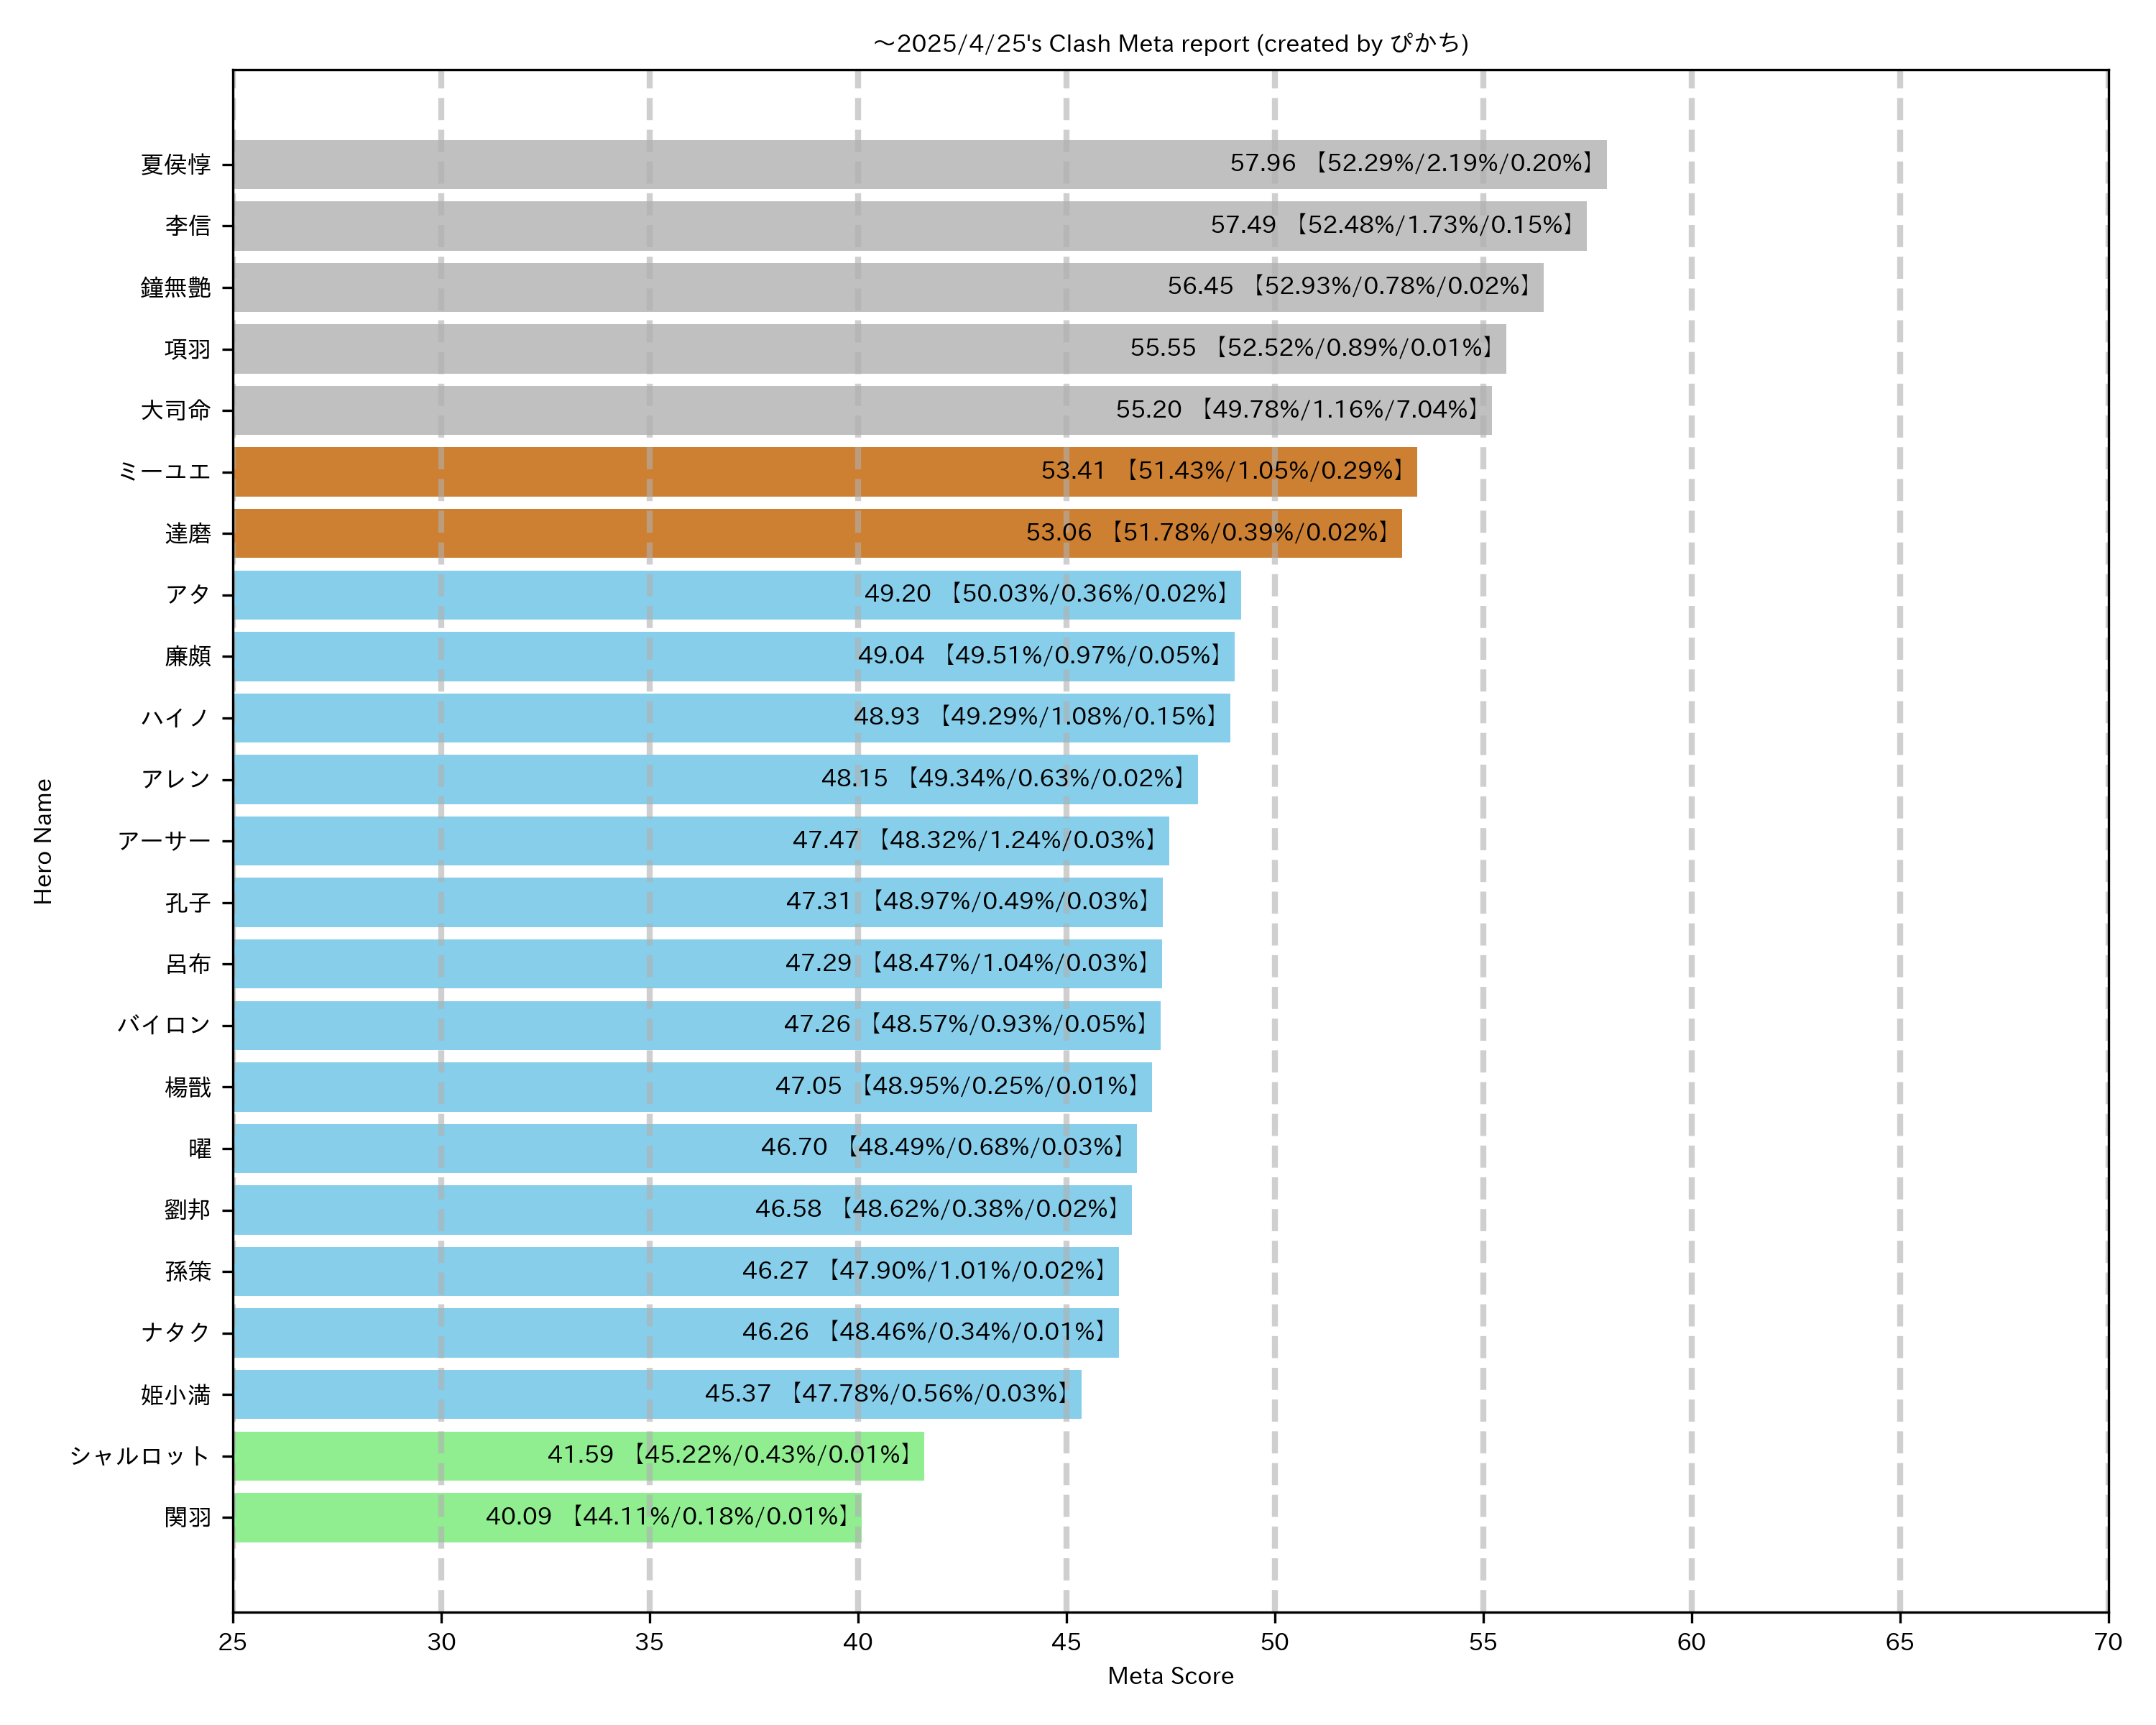 ～2025/4/25's Clash Meta report (created by ぴかち)
夏侯惇 57.96 【52.29%/2.19%/0.20%】
李信 57.49 【52.48%/1.73%/0.15%】
鐘無艶 56.45 【52.93%/0.78%/0.02%】
項羽 55.55 【52.52%/0.89%/0.01%】
大司命 55.20 【49.78%/1.16%/7.04%】
ミーユエ 53.41 【51.43%/1.05%/0.29%】
達磨 53.06 【51.78%/0.39%/0.02%】
アタ 49.20 【50.03%/0.36%/0.02%】
廉頗 49.04 【49.51%/0.97%/0.05%】
ハイノ 48.93 【49.29%/1.08%/0.15%】
アレン 48.15 【49.34%/0.63%/0.02%】
アーサー 47.47 【48.32%/1.24%/0.03%】
孔子 47.31 【48.97%/0.49%/0.03%】
呂布 47.29 【48.47%/1.04%/0.03%】
バイロン 47.26 【48.57%/0.93%/0.05%】
楊戩 47.05 【48.95%/0.25%/0.01%】
曜 46.70 【48.49%/0.68%/0.03%】
劉邦 46.58 【48.62%/0.38%/0.02%】
孫策 46.27 【47.90%/1.01%/0.02%】
ナタク 46.26 【48.46%/0.34%/0.01%】
姫小満 45.37 【47.78%/0.56%/0.03%】
シャルロット 41.59 【45.22%/0.43%/0.01%】
関羽 40.09 【44.11%/0.18%/0.01%】
Hero Name
25 30 35 40 45 50 55 60 65 70
Meta Score